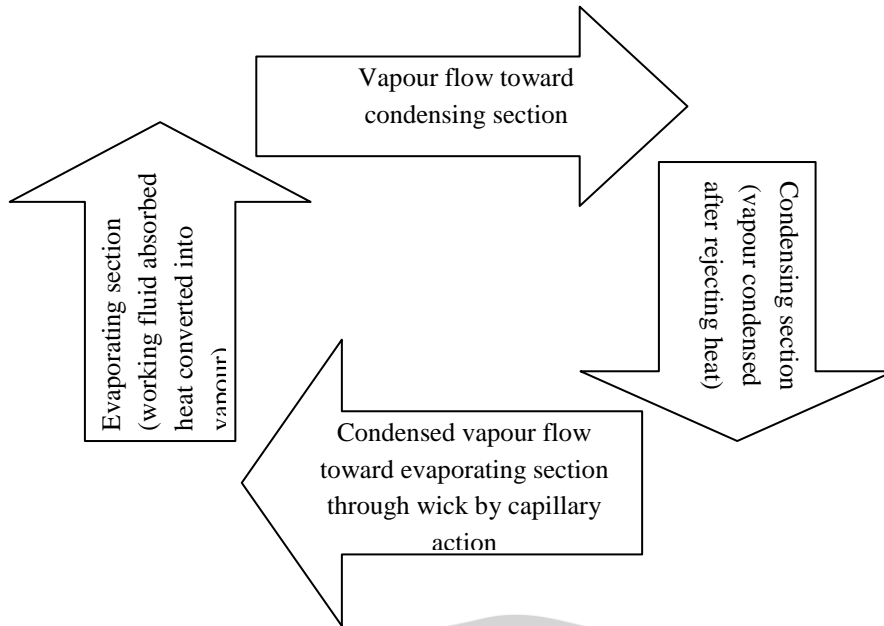 Vapour flow toward
condensing section
Condensing section
(vapour condensed
after rejecting heat)
Condensed vapour flow
toward evaporating section
through wick by capillary
action
Evaporating section
(working fluid absorbed
heat converted into
vapour)